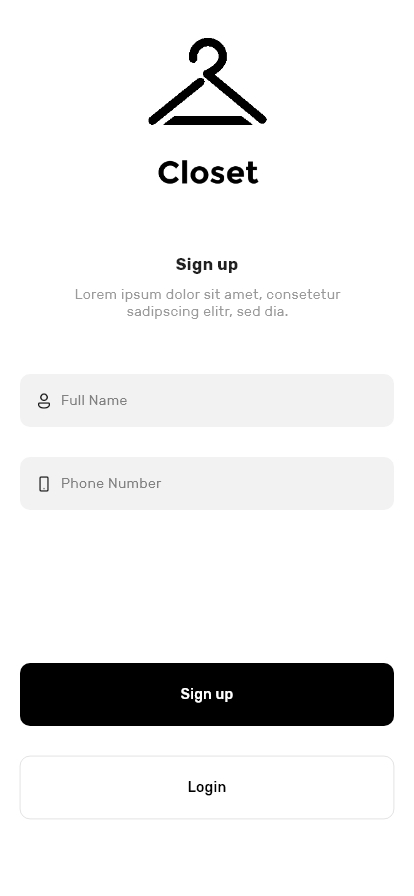 Closet
Sign up
Lorem ipsum dolor sit amet, consetetur
sadipscing elitr, sed dia.
Full Name
Phone Number
Sign up
Login